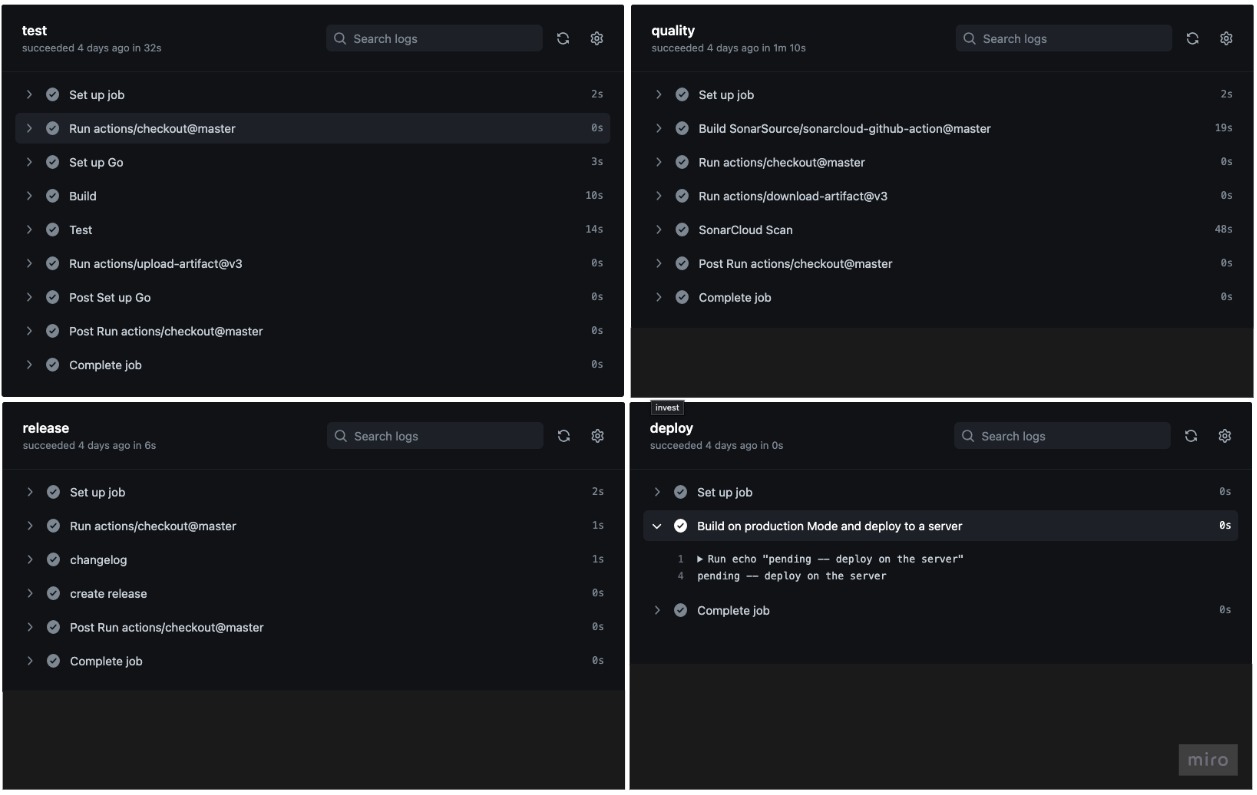 test
succeeded 4 days ago in 32s
Search logs
Set up job 2s
Run actions/checkout@master 0s
Set up Go 3s
Build 10s
Test 14s
Run actions/upload-artifact@v3 0s
Post Set up Go 0s
Post Run actions/checkout@master 0s
Complete job 0s
quality
succeeded 4 days ago in 1m 10s
Search logs
Set up job 2s
Build SonarSource/sonarcloud-github-action@master 19s
Run actions/checkout@master 0s
Run actions/download-artifact@v3 0s
SonarCloud Scan 48s
Post Run actions/checkout@master 0s
Complete job 0s
release
succeeded 4 days ago in 6s
Search logs
Set up job 2s
Run actions/checkout@master 1s
changelog 1s
create release 0s
Post Run actions/checkout@master 0s
Complete job 0s
invest
deploy
succeeded 4 days ago in 0s
Search logs
Set up job 0s
Build on production Mode and deploy to a server 0s
1 ▶ Run echo "pending -- deploy on the server"
4 pending -- deploy on the server
Complete job 0s
miro